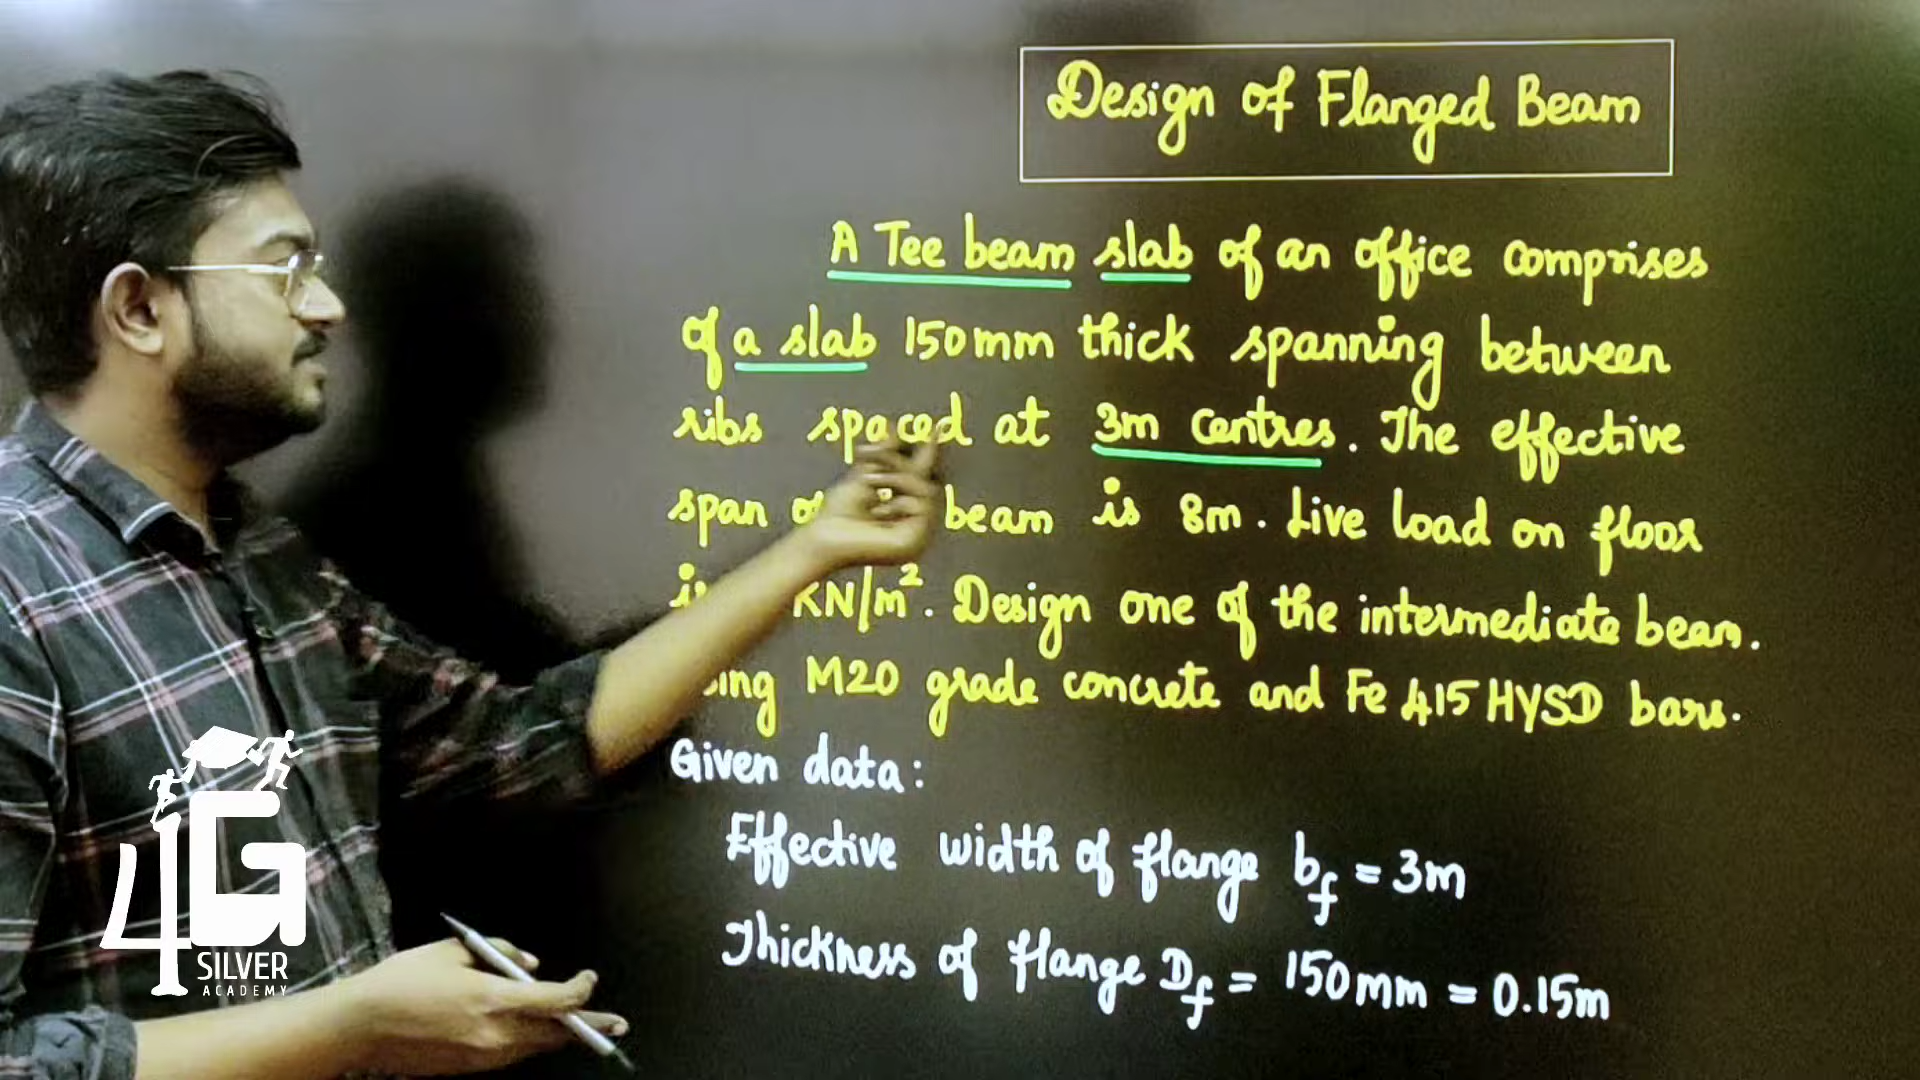 Design of Flanged Beam
A Tee beam slab of an office comprises
of a slab 150mm thick spanning between
ribs spaced at 3m centres. The effective
span beam is 8m. Live load on floor
KN/m². Design one of the intermediate beam.
M20 grade concrete and Fe 415 HYSD bars.
Given data:
Effective width of flange bf = 3m
Thickness of flange Df = 150mm = 0.15m
4G
SILVER
ACADEMY